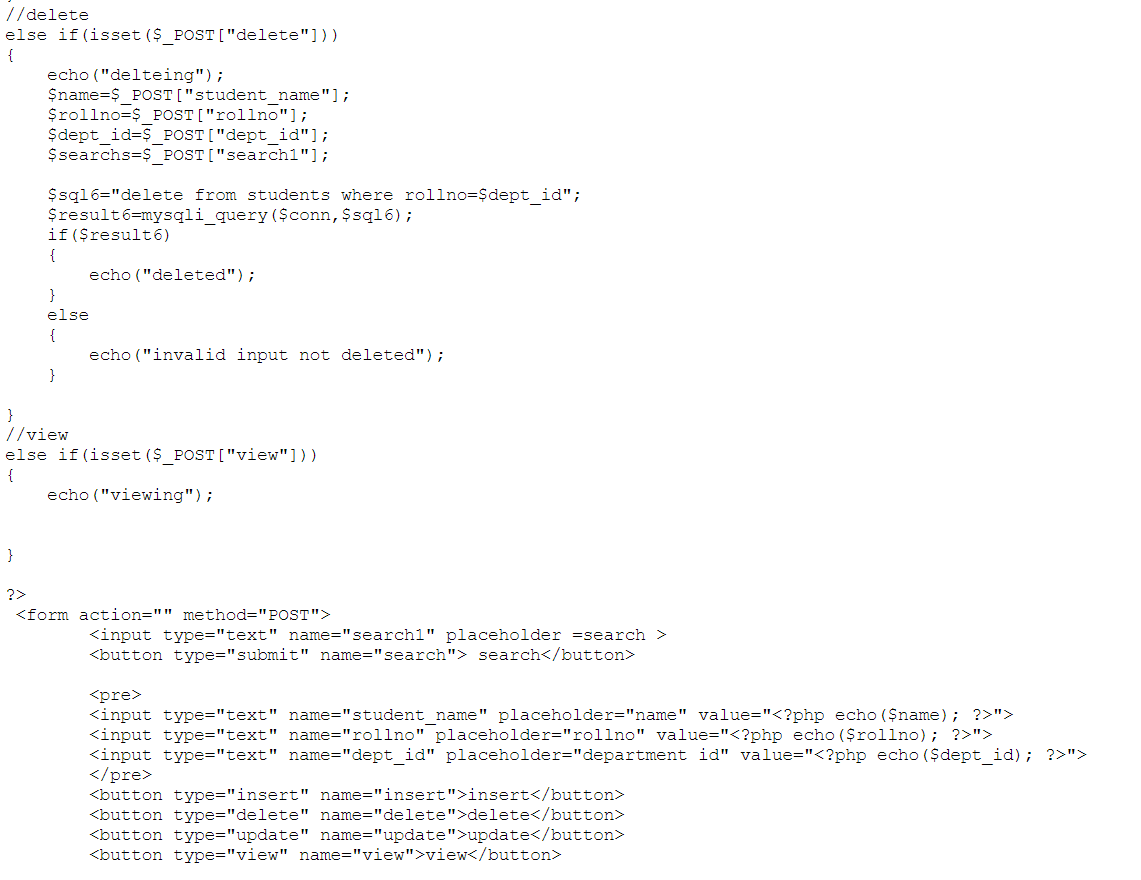 //delete
else if(isset($_POST["delete"]))
{
    echo("delteing");
    $name=$_POST["student_name"];
    $rollno=$_POST["rollno"];
    $dept_id=$_POST["dept_id"];
    $searchs=$_POST["search1"];

    $sql6="delete from students where rollno=$dept_id";
    $result6=mysqli_query($conn,$sql6);
    if($result6)
    {
        echo("deleted");
    }
    else
    {
        echo("invalid input not deleted");
    }

}
//view
else if(isset($_POST["view"]))
{
    echo("viewing");


}

?>
 <form action="" method="POST">
        <input type="text" name="search1" placeholder =search >
        <button type="submit" name="search"> search</button>

        <pre>
        <input type="text" name="student_name" placeholder="name" value="<?php echo($name); ?>">
        <input type="text" name="rollno" placeholder="rollno" value="<?php echo($rollno); ?>">
        <input type="text" name="dept_id" placeholder="department id" value="<?php echo($dept_id); ?>">
        </pre>
        <button type="insert" name="insert">insert</button>
        <button type="delete" name="delete">delete</button>
        <button type="update" name="update">update</button>
        <button type="view" name="view">view</button>